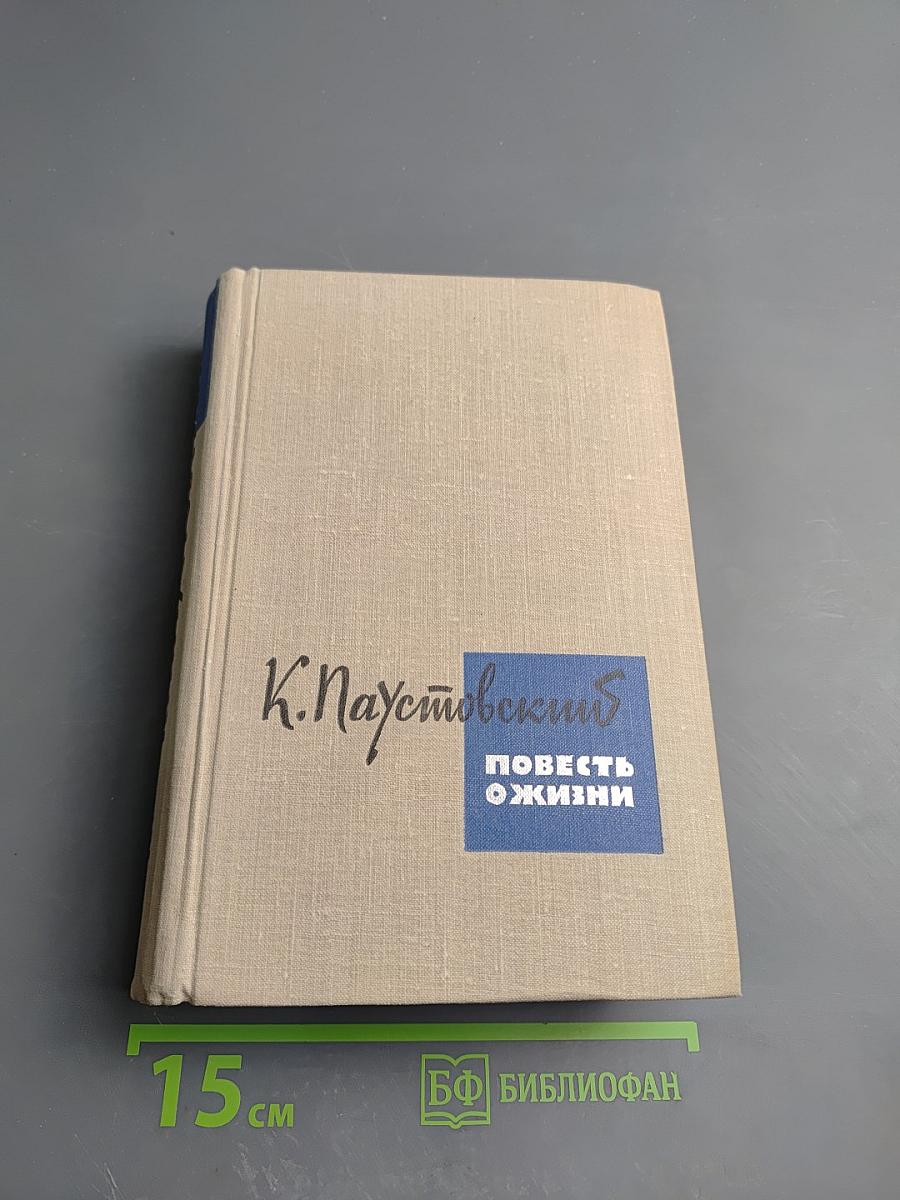 К. Паустовский
ПОВЕСТЬ
О ЖИЗНИ
15 см
БФ БИБЛИОФАН